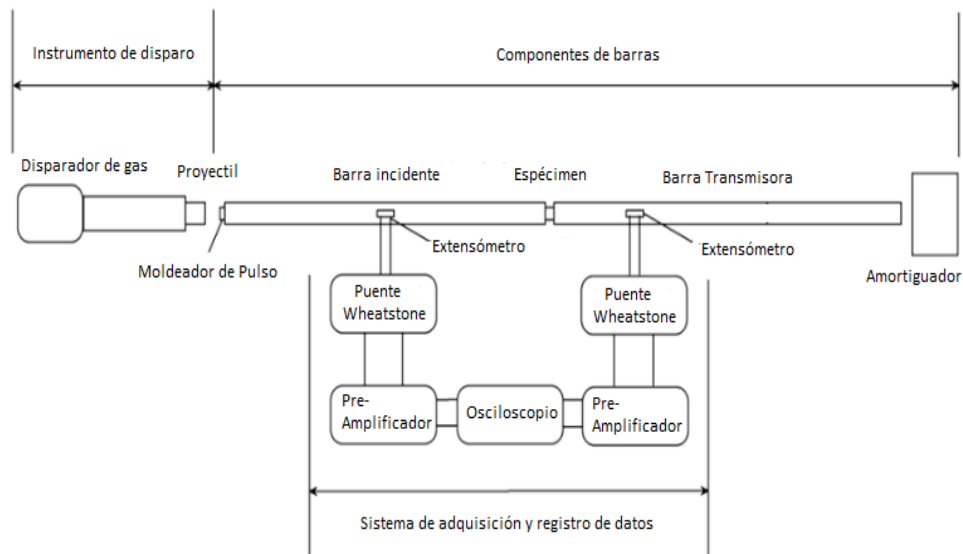 Instrumento de disparo
Componentes de barras
Disparador de gas
Proyectil
Barra incidente
Espécimen
Barra Transmisora
Extensómetro
Extensómetro
Moldeador de Pulso
Amortiguador
Puente
Wheatstone
Puente
Wheatstone
Pre-
Amplificador
Osciloscopio
Pre-
Amplificador
Sistema de adquisición y registro de datos